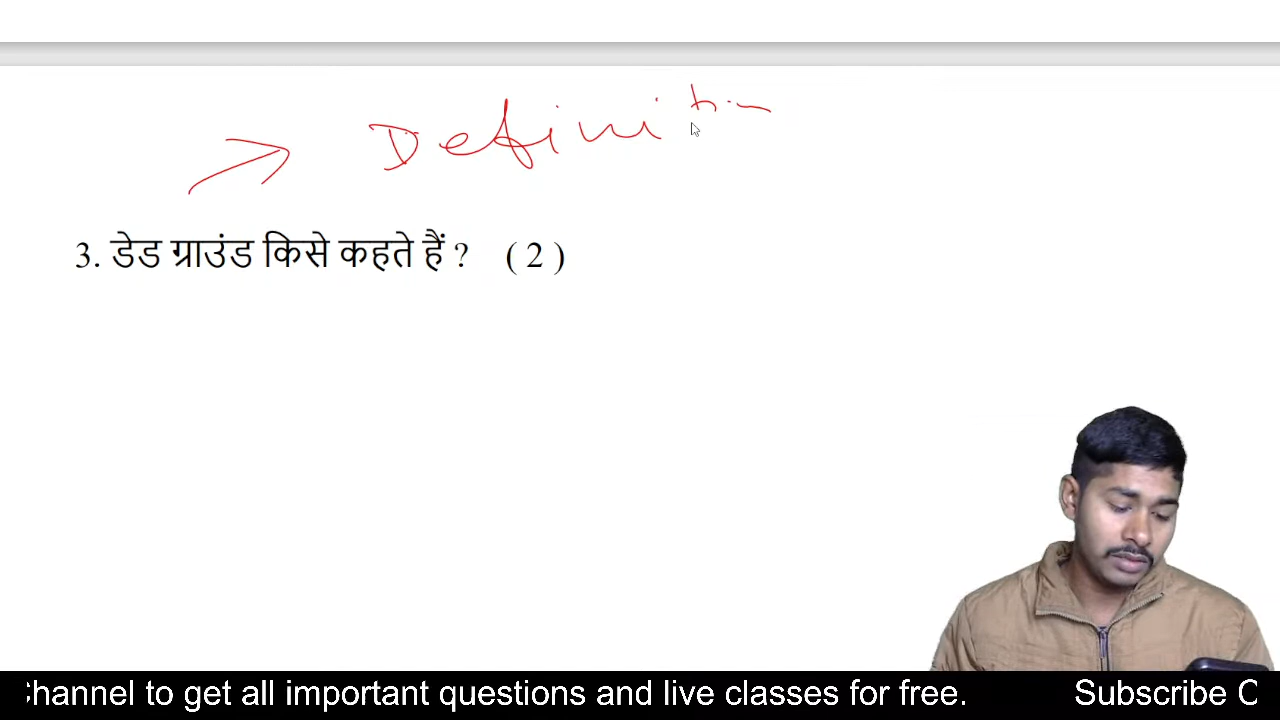 Definition
3. डेड ग्राउंड किसे कहते हैं ? ( 2 )
channel to get all important questions and live classes for free. Subscribe C